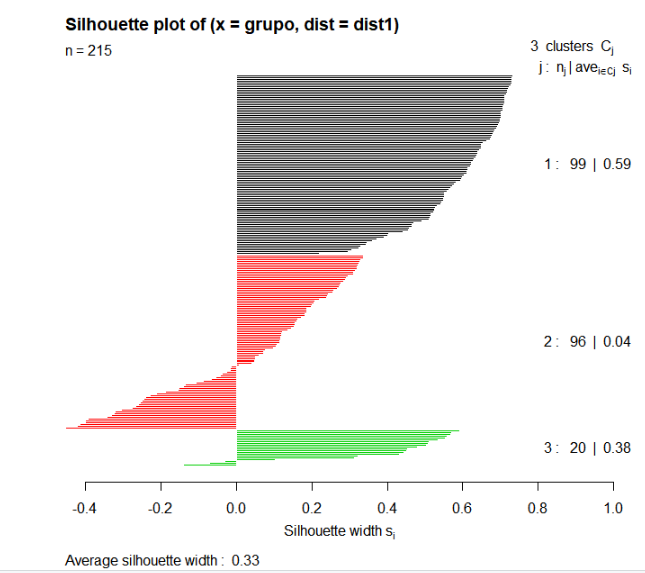 Silhouette plot of (x = grupo, dist = dist1)
n = 215
3 clusters Cⱼ
j : nⱼ | aveᵢ∈Cⱼ sᵢ
1 : 99 | 0.59
2 : 96 | 0.04
3 : 20 | 0.38
-0.4 -0.2 0.0 0.2 0.4 0.6 0.8 1.0
Silhouette width sᵢ
Average silhouette width : 0.33